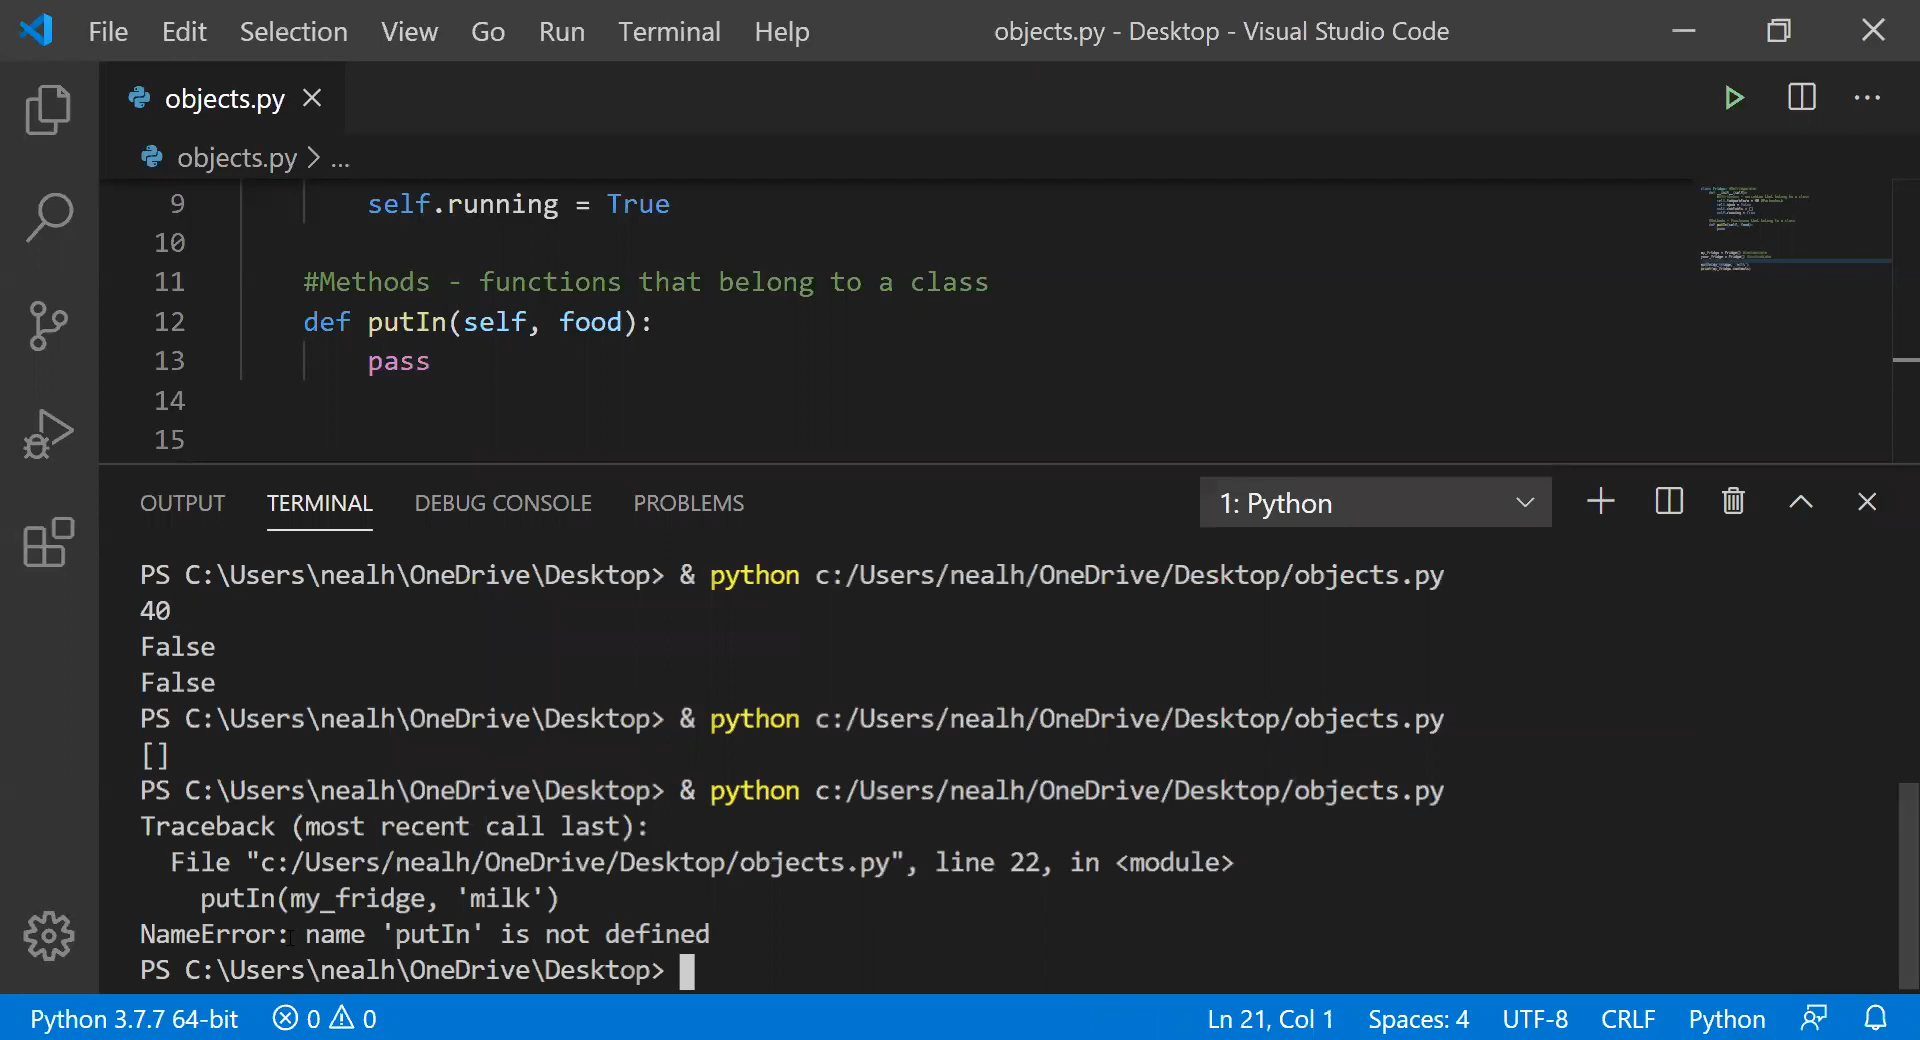 File Edit Selection View Go Run Terminal Help objects.py - Desktop - Visual Studio Code
objects.py
objects.py > ...
9 self.running = True
10
11 #Methods - functions that belong to a class
12 def putIn(self, food):
13 pass
14
15
OUTPUT TERMINAL DEBUG CONSOLE PROBLEMS 1: Python
PS C:\Users\nealh\OneDrive\Desktop> & python c:/Users/nealh/OneDrive/Desktop/objects.py
40
False
False
PS C:\Users\nealh\OneDrive\Desktop> & python c:/Users/nealh/OneDrive/Desktop/objects.py
[]
PS C:\Users\nealh\OneDrive\Desktop> & python c:/Users/nealh/OneDrive/Desktop/objects.py
Traceback (most recent call last):
File "c:/Users/nealh/OneDrive/Desktop/objects.py", line 22, in <module>
putIn(my_fridge, 'milk')
NameError: name 'putIn' is not defined
PS C:\Users\nealh\OneDrive\Desktop>
Python 3.7.7 64-bit 0 0 Ln 21, Col 1 Spaces: 4 UTF-8 CRLF Python